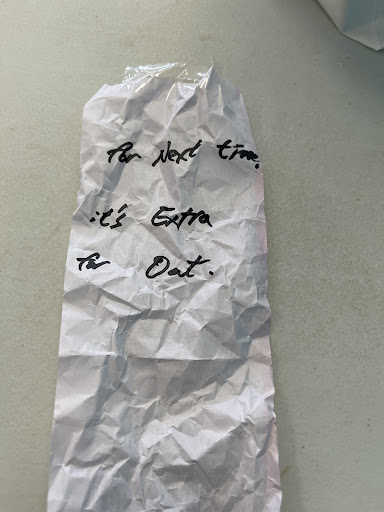 for Next time,
it's Extra
for Oat.